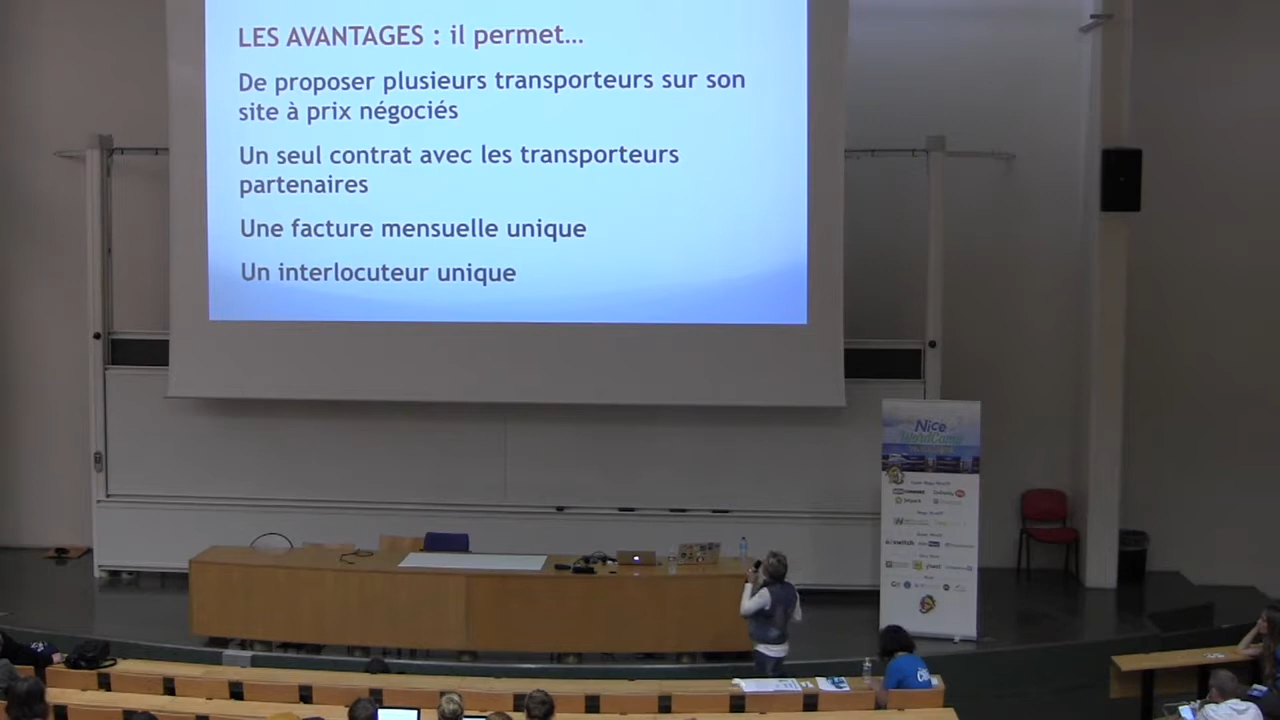 LES AVANTAGES : il permet...
De proposer plusieurs transporteurs sur son
site à prix négociés
Un seul contrat avec les transporteurs
partenaires
Une facture mensuelle unique
Un interlocuteur unique
Nice
WordCamp